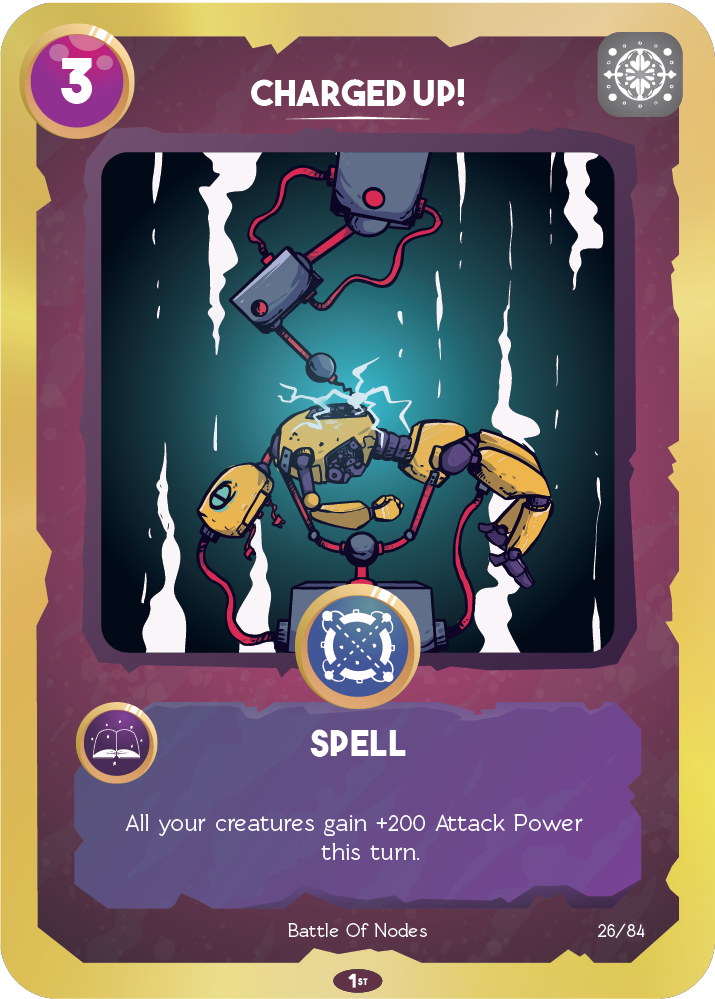 3
CHARGED UP!
SPELL
All your creatures gain +200 Attack Power
this turn.
Battle Of Nodes
26/84
1ST